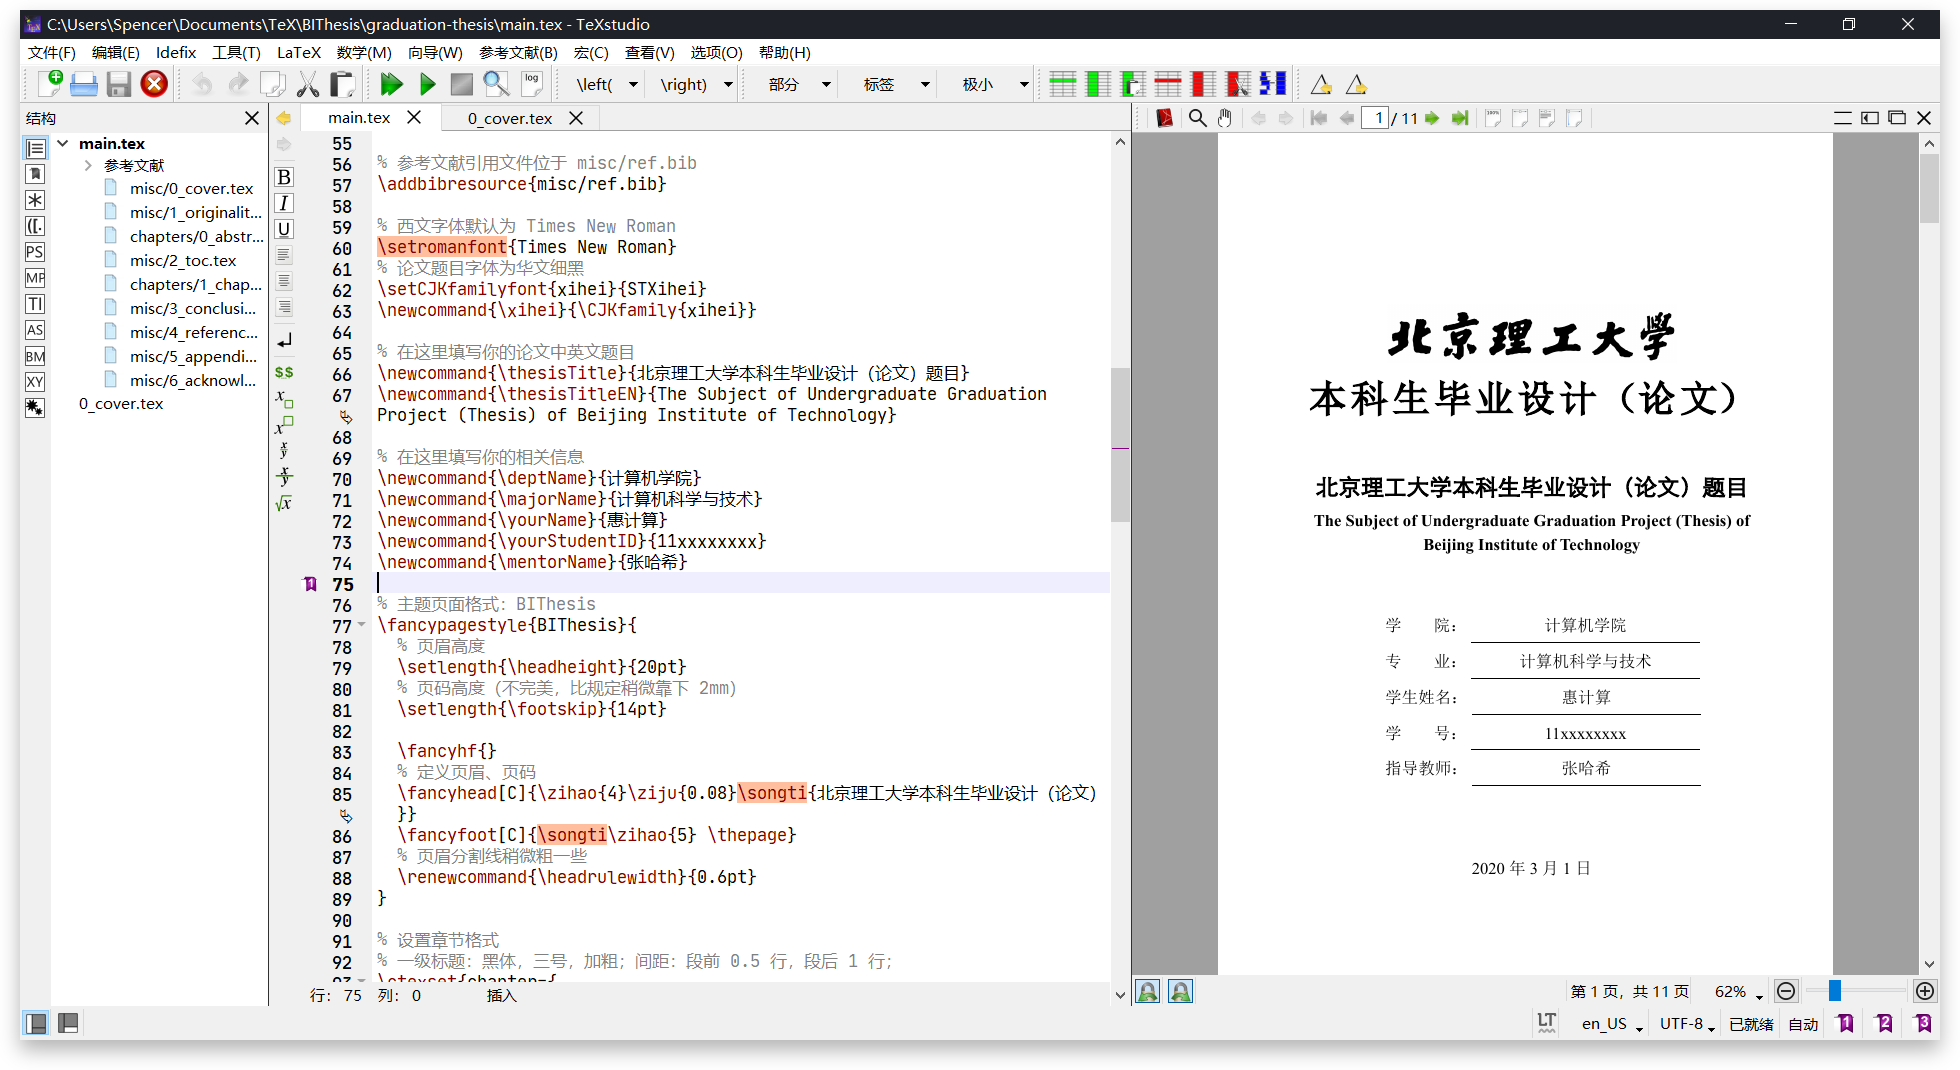 C:\Users\Spencer\Documents\TeX\BIThesis\graduation-thesis\main.tex - TeXstudio
文件(F) 编辑(E) Idefix 工具(T) LaTeX 数学(M) 向导(W) 参考文献(B) 宏(C) 查看(V) 选项(O) 帮助(H)
log \left( \right) 部分 标签 极小
结构
main.tex
参考文献
misc/0_cover.tex
misc/1_originalit...
chapters/0_abstr...
misc/2_toc.tex
chapters/1_chap...
misc/3_conclusi...
misc/4_referenc...
misc/5_appendi...
misc/6_acknowl...
0_cover.tex
([.
PS
MP
TI
AS
BM
XY
B
I
U
$$
main.tex 0_cover.tex
55
56 % 参考文献引用文件位于 misc/ref.bib
57 \addbibresource{misc/ref.bib}
58
59 % 西文字体默认为 Times New Roman
60 \setromanfont{Times New Roman}
61 % 论文题目字体为华文细黑
62 \setCJKfamilyfont{xihei}{STXihei}
63 \newcommand{\xihei}{\CJKfamily{xihei}}
64
65 % 在这里填写你的论文中英文题目
66 \newcommand{\thesisTitle}{北京理工大学本科生毕业设计（论文）题目}
67 \newcommand{\thesisTitleEN}{The Subject of Undergraduate Graduation
Project (Thesis) of Beijing Institute of Technology}
68
69 % 在这里填写你的相关信息
70 \newcommand{\deptName}{计算机学院}
71 \newcommand{\majorName}{计算机科学与技术}
72 \newcommand{\yourName}{惠计算}
73 \newcommand{\yourStudentID}{11xxxxxxxx}
74 \newcommand{\mentorName}{张哈希}
75
76 % 主题页面格式：BIThesis
77 \fancypagestyle{BIThesis}{
78 % 页眉高度
79 \setlength{\headheight}{20pt}
80 % 页码高度（不完美，比规定稍微靠下 2mm）
81 \setlength{\footskip}{14pt}
82
83 \fancyhf{}
84 % 定义页眉、页码
85 \fancyhead[C]{\zihao{4}\ziju{0.08}\songti{北京理工大学本科生毕业设计（论文）
}}
86 \fancyfoot[C]{\songti\zihao{5} \thepage}
87 % 页眉分割线稍微粗一些
88 \renewcommand{\headrulewidth}{0.6pt}
89 }
90
91 % 设置章节格式
92 % 一级标题：黑体，三号，加粗；间距：段前 0.5 行，段后 1 行；
93 \ctexset{chapter={
行： 75 列： 0 插入
1 / 11
北京理工大学
本科生毕业设计（论文）
北京理工大学本科生毕业设计（论文）题目
The Subject of Undergraduate Graduation Project (Thesis) of
Beijing Institute of Technology
学 院： 计算机学院
专 业： 计算机科学与技术
学生姓名： 惠计算
学 号： 11xxxxxxxx
指导教师： 张哈希
2020 年 3 月 1 日
第 1 页，共 11 页 62%
LT en_US UTF-8 已就绪 自动 1 2 3